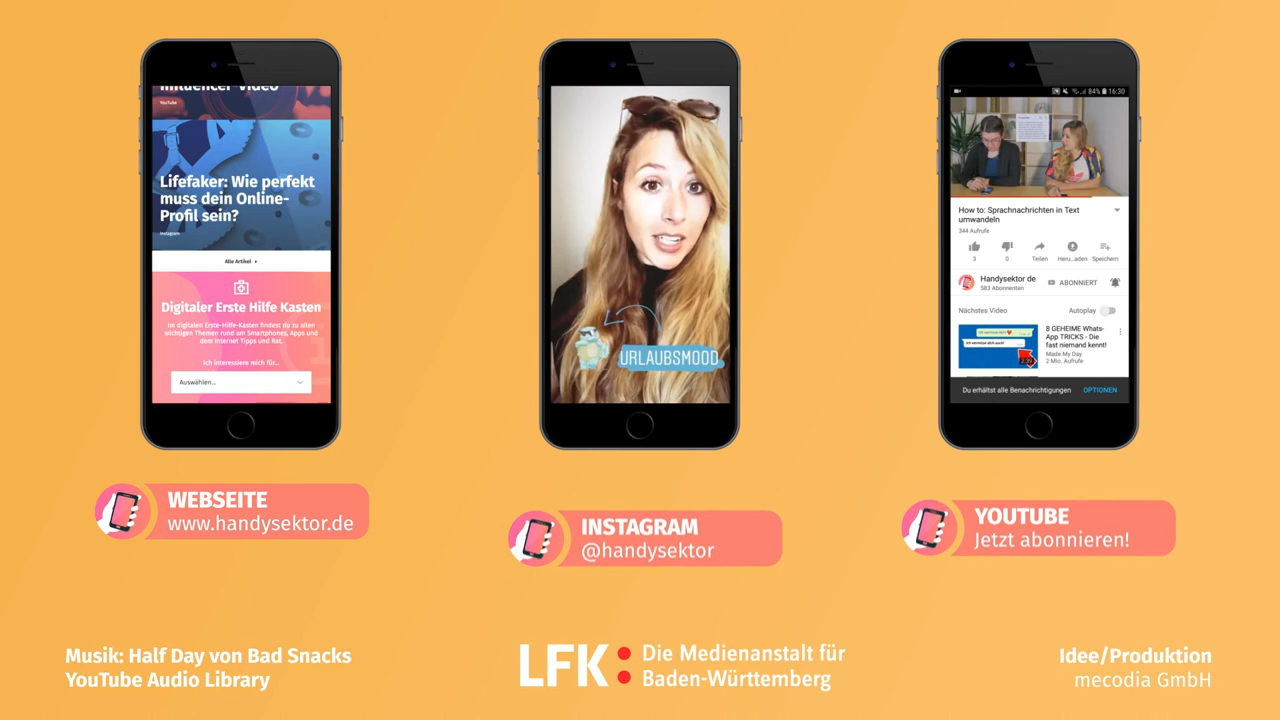 Influencer-Video
YouTube
Lifefaker: Wie perfekt
muss dein Online-
Profil sein?
Instagram
Alle Artikel
Digitaler Erste Hilfe Kasten
Im digitalen Erste-Hilfe-Kasten findest du zu allen
wichtigen Themen rund um Smartphones, Apps und
dem Internet Tipps und Rat.
Ich interessiere mich für...
Auswählen...
URLAUBSMOOD
84% 16:30
How to: Sprachnachrichten in Text
umwandeln
344 Aufrufe
3 0 Teilen Heru...aden Speichern
Handysektor de
583 Abonnenten
ABONNIERT
Nächstes Video Autoplay
8 GEHEIME Whats-
App TRICKS - Die
fast niemand kennt!
Made My Day
2 Mio. Aufrufe
Ich vermisse dich auch!
Du erhältst alle Benachrichtigungen OPTIONEN
WEBSEITE
www.handysektor.de
INSTAGRAM
@handysektor
YOUTUBE
Jetzt abonnieren!
Musik: Half Day von Bad Snacks
YouTube Audio Library
LFK: Die Medienanstalt für
Baden-Württemberg
Idee/Produktion
mecodia GmbH